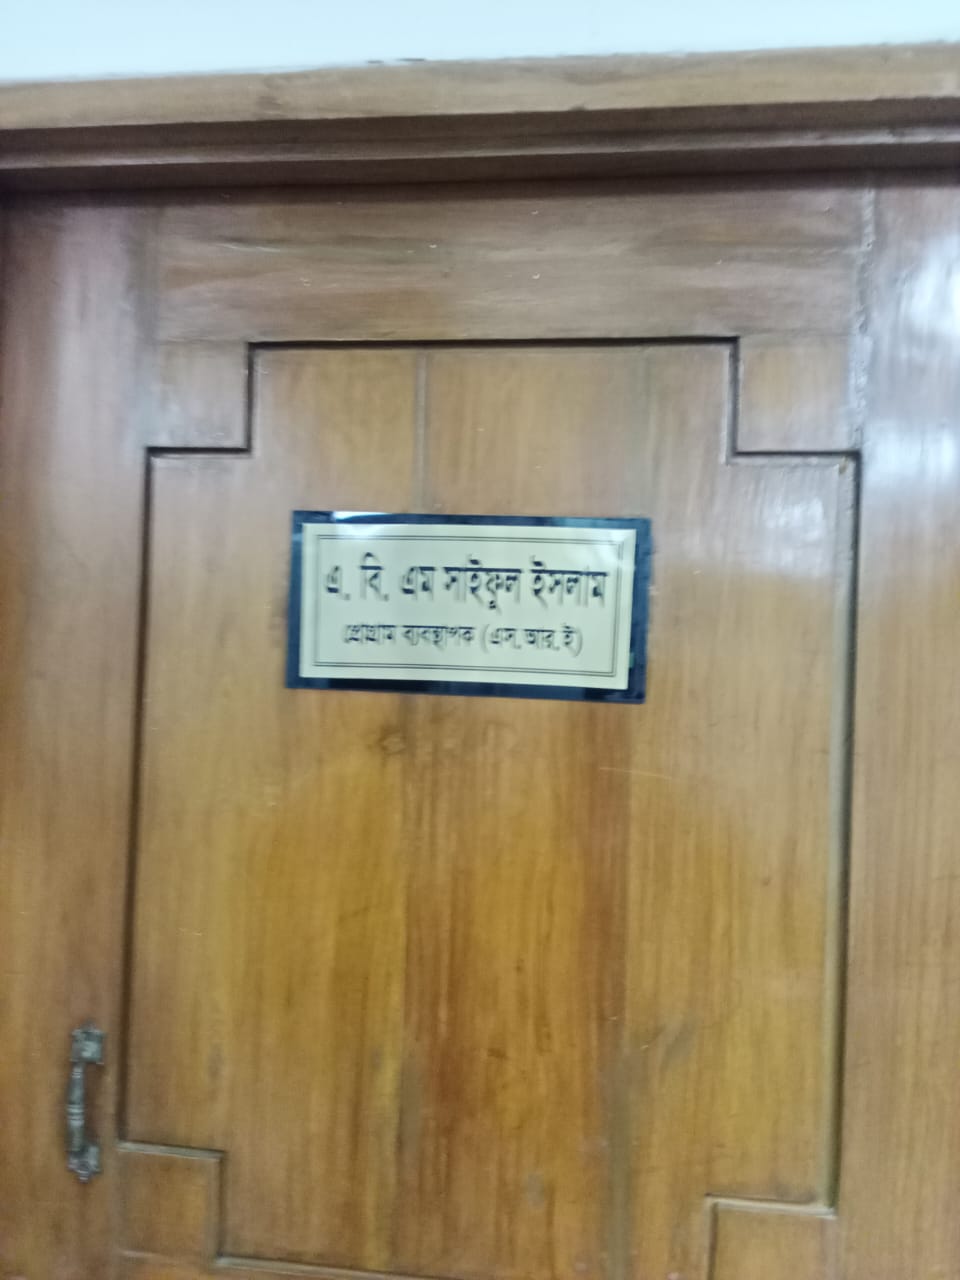 এ. বি. এম সাইফুল ইসলাম
প্রোগ্রাম ব্যবস্থাপক (এস. আর. ই)